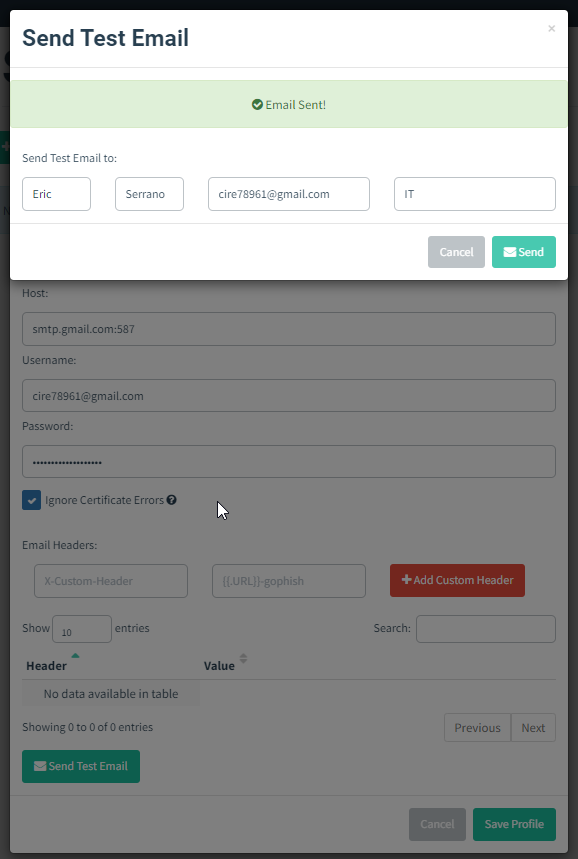 Send Test Email
×
Email Sent!
Send Test Email to:
Eric Serrano cire78961@gmail.com IT
Cancel Send
Host:
smtp.gmail.com:587
Username:
cire78961@gmail.com
Password:
•••••••••••••••••••
Ignore Certificate Errors
Email Headers:
X-Custom-Header {{.URL}}-gophish Add Custom Header
Show 10 entries Search:
Header Value
No data available in table
Showing 0 to 0 of 0 entries Previous Next
Send Test Email
Cancel Save Profile